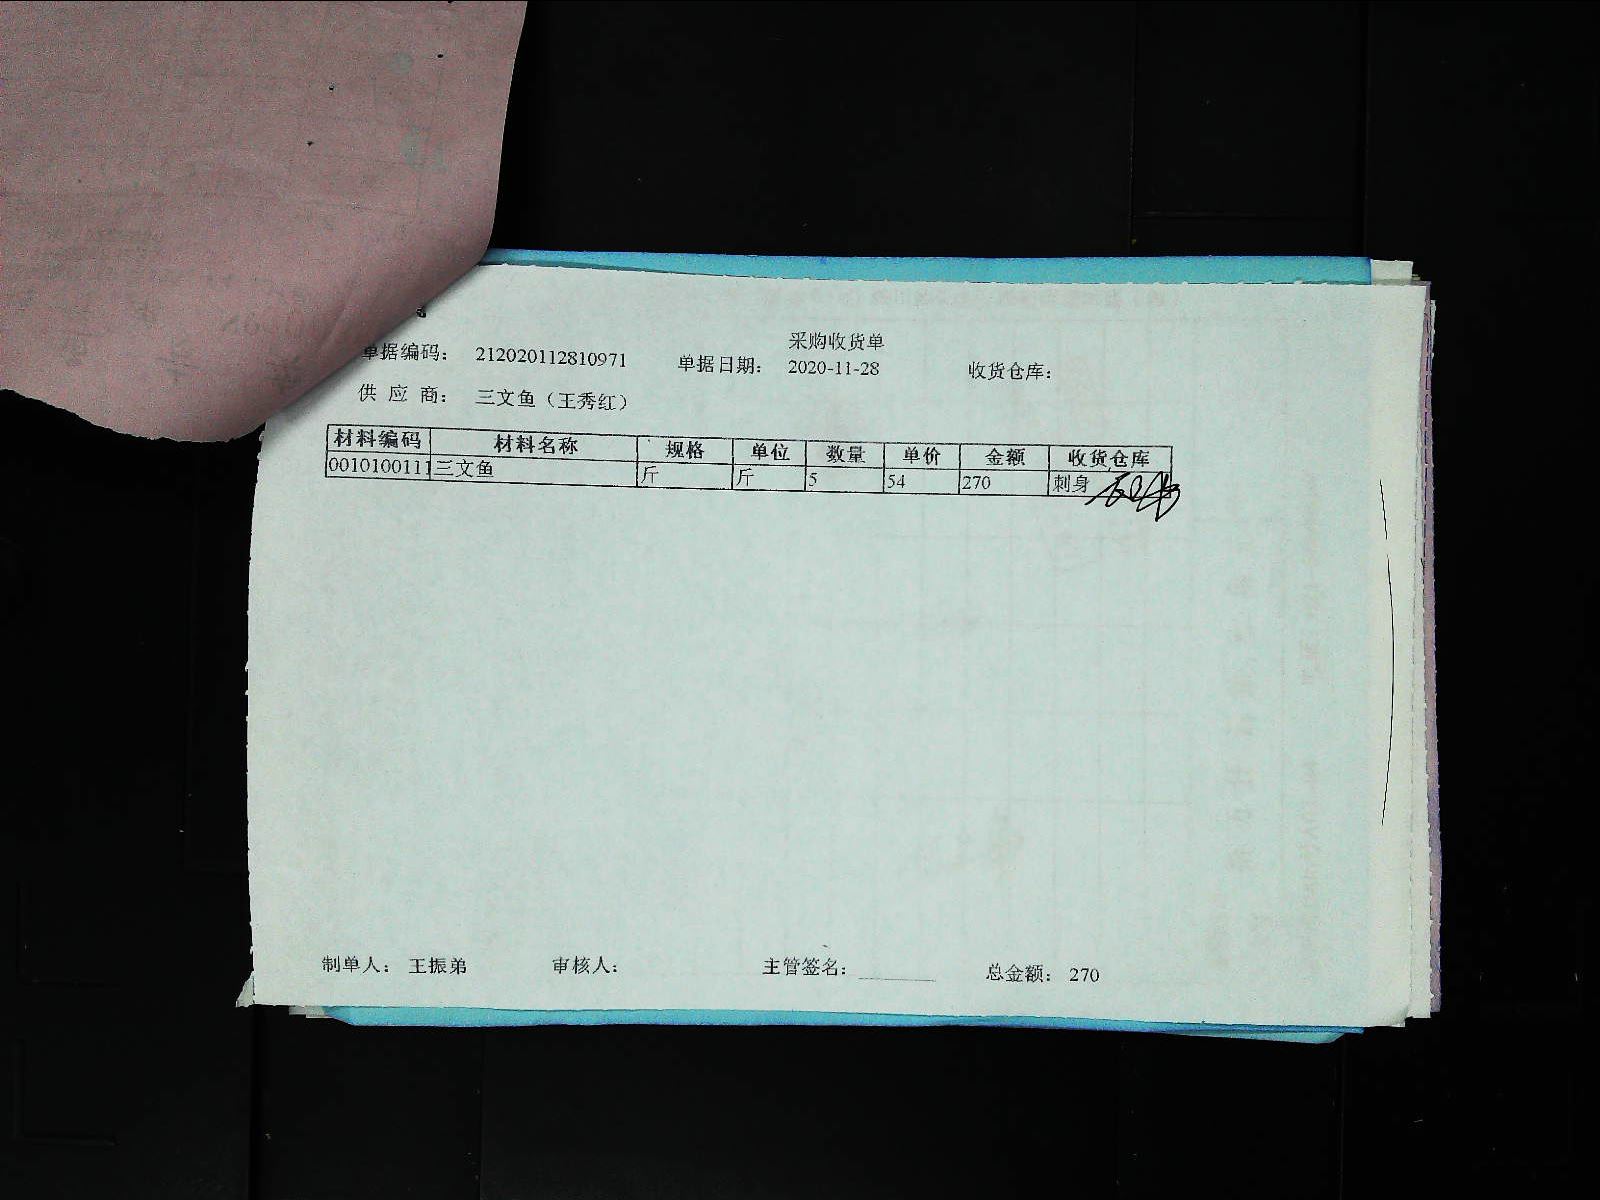 采购收货单
单据编码： 212020112810971 单据日期： 2020-11-28 收货仓库：
供 应 商： 三文鱼（王秀红）
材料编码 材料名称 规格 单位 数量 单价 金额 收货仓库
0010100111 三文鱼 斤 斤 5 54 270 刺身
制单人： 王振弟 审核人： 主管签名： 总金额： 270